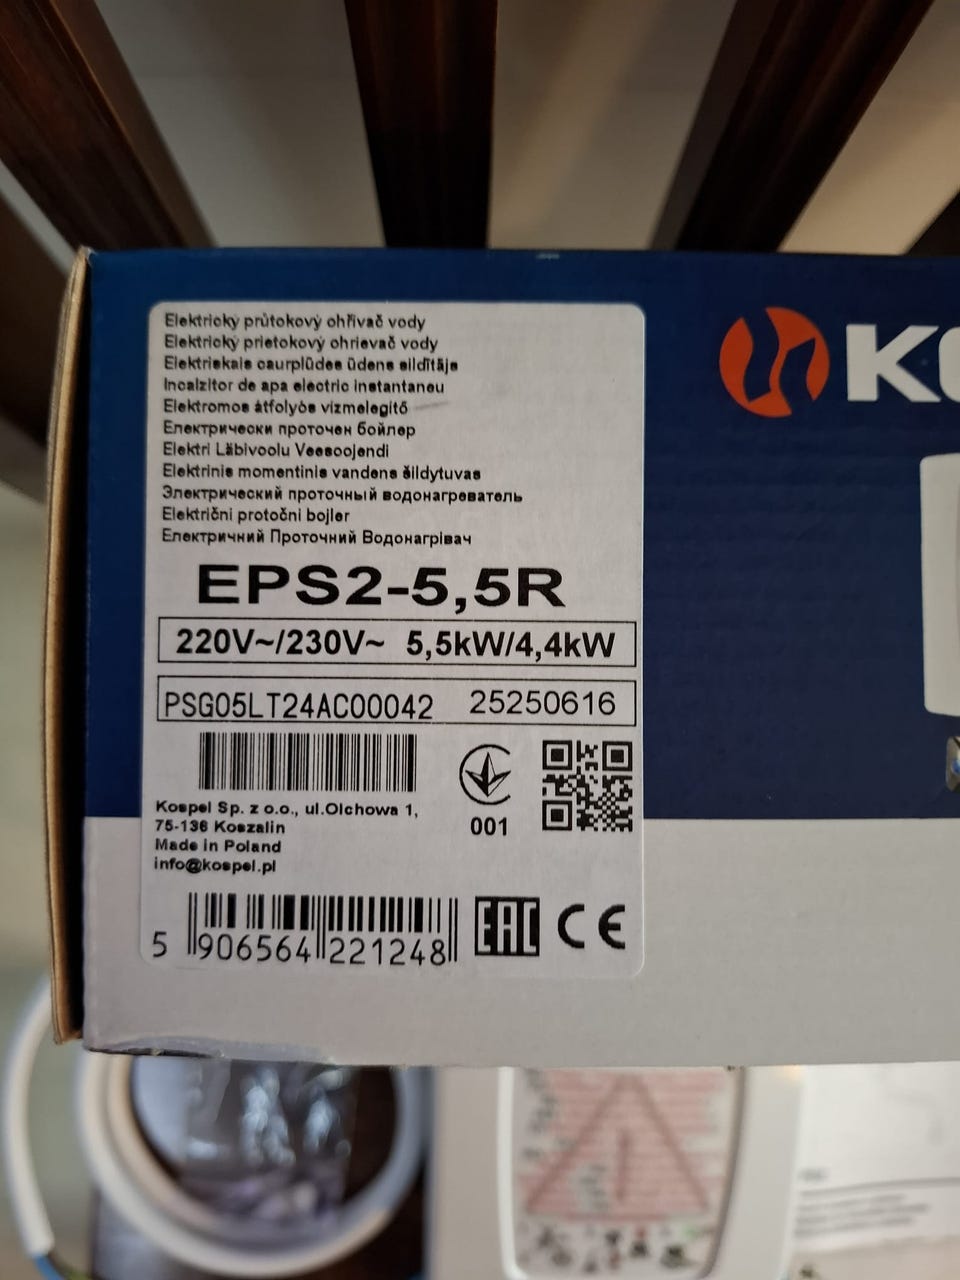 Elektrický průtokový ohřívač vody
Elektrický prietokový ohrievač vody
Elektriskais caurplūdes ūdens sildītājs
Incalzitor de apa electric instantaneu
Elektromos átfolyós vízmelegítő
Електрически проточен бойлер
Elektri Läbivoolu Veesoojendi
Elektrinis momentinis vandens šildytuvas
Электрический проточный водонагреватель
Električni protočni bojler
Електричний Проточний Водонагрівач
EPS2-5,5R
220V~/230V~ 5,5kW/4,4kW
PSG05LT24AC00042 25250616
001
Kospel Sp. z o.o., ul.Olchowa 1,
75-136 Koszalin
Made in Poland
info@kospel.pl
5 906564 221248
EAC CE
KO